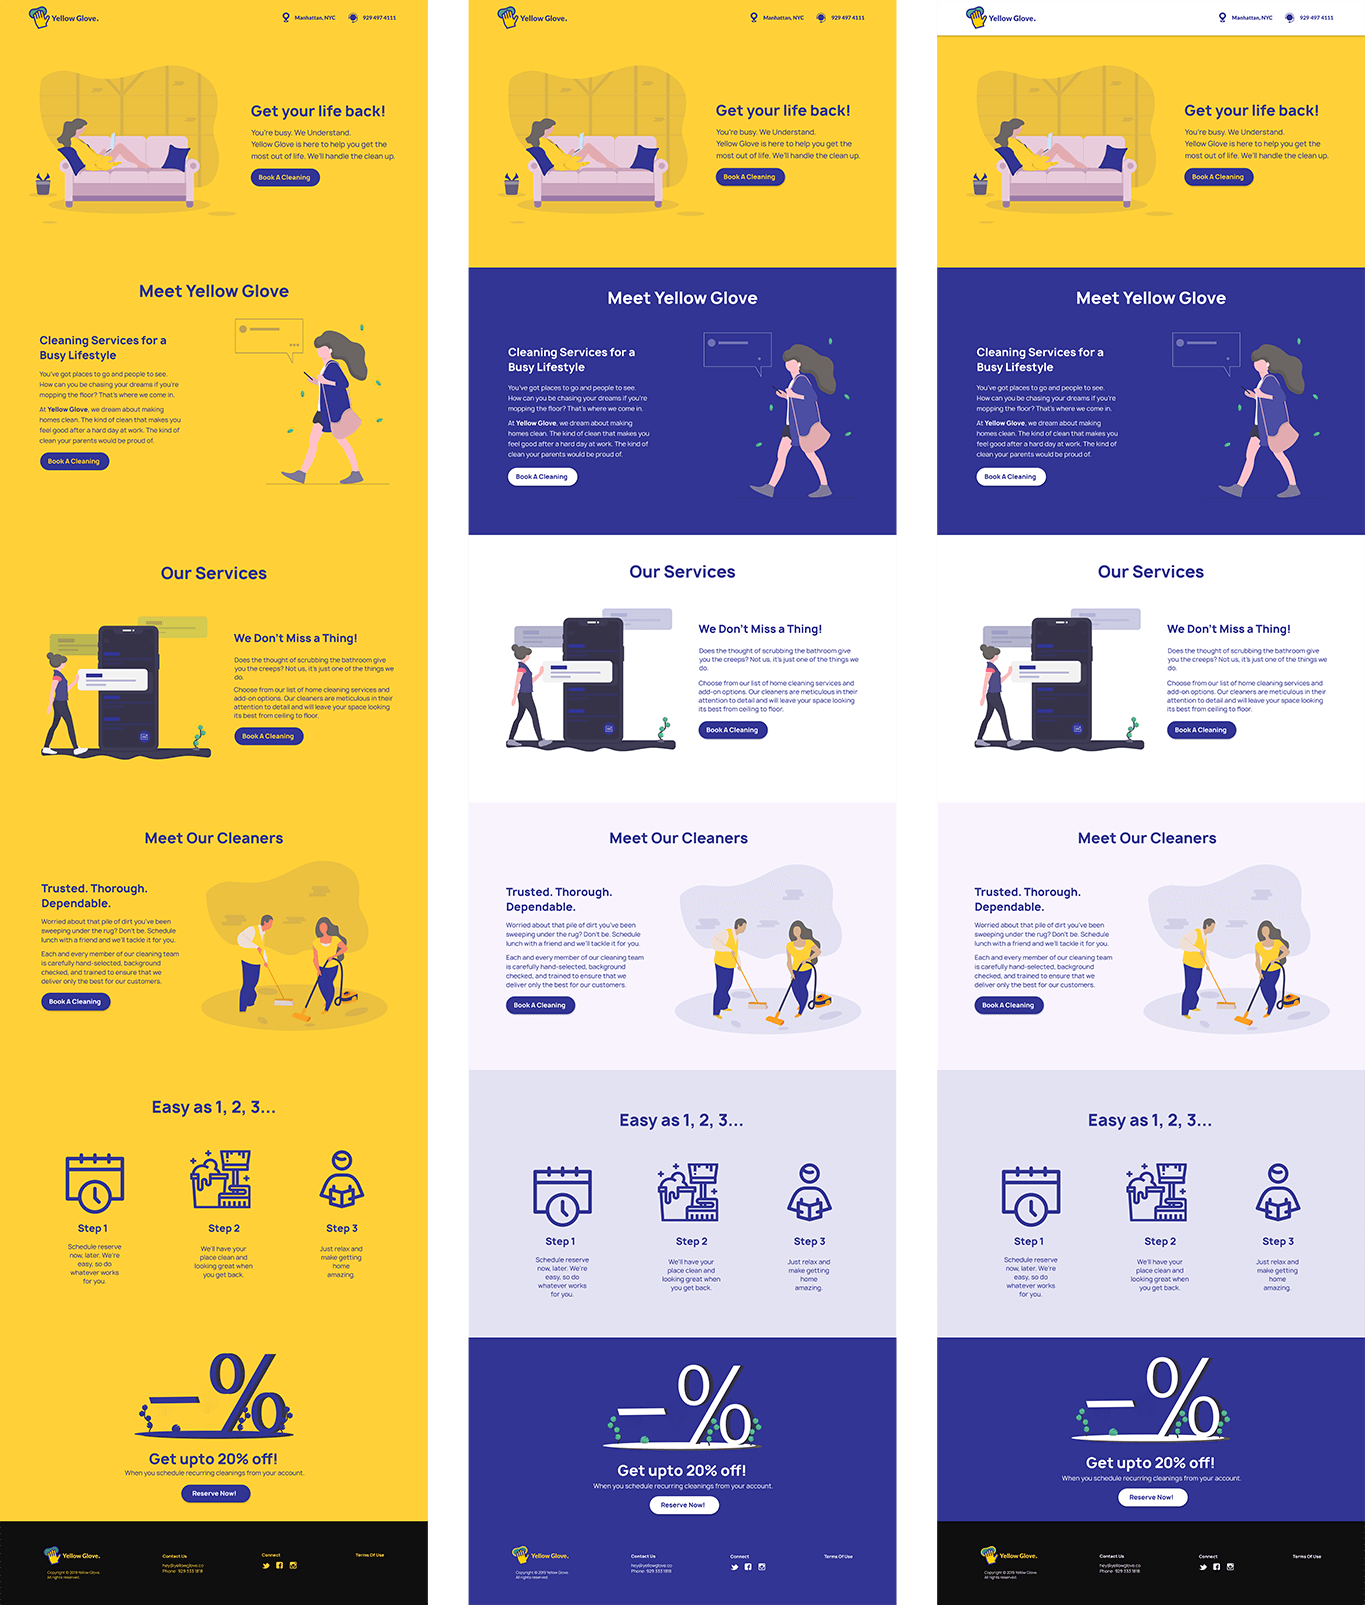 Yellow Glove.
Manhattan, NYC
929 497 4111
Get your life back!
You're busy. We Understand.
Yellow Glove is here to help you get the
most out of life. We'll handle the clean up.
Book A Cleaning
Meet Yellow Glove
Cleaning Services for a
Busy Lifestyle
You've got places to go and people to see.
How can you be chasing your dreams if you're
mopping the floor? That's where we come in.
At Yellow Glove, we dream about making
homes clean. The kind of clean that makes you
feel good after a hard day at work. The kind of
clean your parents would be proud of.
Book A Cleaning
Our Services
We Don't Miss a Thing!
Does the thought of scrubbing the bathroom give
you the creeps? Not us, it's just one of the things we
do.
Choose from our list of home cleaning services and
add-on options. Our cleaners are meticulous in their
attention to detail and will leave your space looking
its best from ceiling to floor.
Book A Cleaning
Meet Our Cleaners
Trusted. Thorough.
Dependable.
Worried about that pile of dirt you've been
sweeping under the rug? Don't be. Schedule
lunch with a friend and we'll tackle it for you.
Each and every member of our cleaning team
is carefully hand-selected, background
checked, and trained to ensure that we
deliver only the best for our customers.
Book A Cleaning
Easy as 1, 2, 3...
Step 1
Schedule reserve
now, later. We're
easy, so do
whatever works
for you.
Step 2
We'll have your
place clean and
looking great when
you get back.
Step 3
Just relax and
make getting
home
amazing.
-%
Get upto 20% off!
When you schedule recurring cleanings from your account.
Reserve Now!
Yellow Glove.
Copyright © 2019 Yellow Glove.
All rights reserved.
Contact Us
hey@yellowglove.co
Phone: 929 333 1818
Connect
Terms Of Use
Yellow Glove.
Manhattan, NYC
929 497 4111
Get your life back!
You're busy. We Understand.
Yellow Glove is here to help you get the
most out of life. We'll handle the clean up.
Book A Cleaning
Meet Yellow Glove
Cleaning Services for a
Busy Lifestyle
You've got places to go and people to see.
How can you be chasing your dreams if you're
mopping the floor? That's where we come in.
At Yellow Glove, we dream about making
homes clean. The kind of clean that makes you
feel good after a hard day at work. The kind of
clean your parents would be proud of.
Book A Cleaning
Our Services
We Don't Miss a Thing!
Does the thought of scrubbing the bathroom give
you the creeps? Not us, it's just one of the things we
do.
Choose from our list of home cleaning services and
add-on options. Our cleaners are meticulous in their
attention to detail and will leave your space looking
its best from ceiling to floor.
Book A Cleaning
Meet Our Cleaners
Trusted. Thorough.
Dependable.
Worried about that pile of dirt you've been
sweeping under the rug? Don't be. Schedule
lunch with a friend and we'll tackle it for you.
Each and every member of our cleaning team
is carefully hand-selected, background
checked, and trained to ensure that we
deliver only the best for our customers.
Book A Cleaning
Easy as 1, 2, 3...
Step 1
Schedule reserve
now, later. We're
easy, so do
whatever works
for you.
Step 2
We'll have your
place clean and
looking great when
you get back.
Step 3
Just relax and
make getting
home
amazing.
-%
Get upto 20% off!
When you schedule recurring cleanings from your account.
Reserve Now!
Yellow Glove.
Copyright © 2019 Yellow Glove.
All rights reserved.
Contact Us
hey@yellowglove.co
Phone: 929 333 1818
Connect
Terms Of Use
Yellow Glove.
Manhattan, NYC
929 497 4111
Get your life back!
You're busy. We Understand.
Yellow Glove is here to help you get the
most out of life. We'll handle the clean up.
Book A Cleaning
Meet Yellow Glove
Cleaning Services for a
Busy Lifestyle
You've got places to go and people to see.
How can you be chasing your dreams if you're
mopping the floor? That's where we come in.
At Yellow Glove, we dream about making
homes clean. The kind of clean that makes you
feel good after a hard day at work. The kind of
clean your parents would be proud of.
Book A Cleaning
Our Services
We Don't Miss a Thing!
Does the thought of scrubbing the bathroom give
you the creeps? Not us, it's just one of the things we
do.
Choose from our list of home cleaning services and
add-on options. Our cleaners are meticulous in their
attention to detail and will leave your space looking
its best from ceiling to floor.
Book A Cleaning
Meet Our Cleaners
Trusted. Thorough.
Dependable.
Worried about that pile of dirt you've been
sweeping under the rug? Don't be. Schedule
lunch with a friend and we'll tackle it for you.
Each and every member of our cleaning team
is carefully hand-selected, background
checked, and trained to ensure that we
deliver only the best for our customers.
Book A Cleaning
Easy as 1, 2, 3...
Step 1
Schedule reserve
now, later. We're
easy, so do
whatever works
for you.
Step 2
We'll have your
place clean and
looking great when
you get back.
Step 3
Just relax and
make getting
home
amazing.
-%
Get upto 20% off!
When you schedule recurring cleanings from your account.
Reserve Now!
Yellow Glove.
Copyright © 2019 Yellow Glove.
All rights reserved.
Contact Us
hey@yellowglove.co
Phone: 929 333 1818
Connect
Terms Of Use